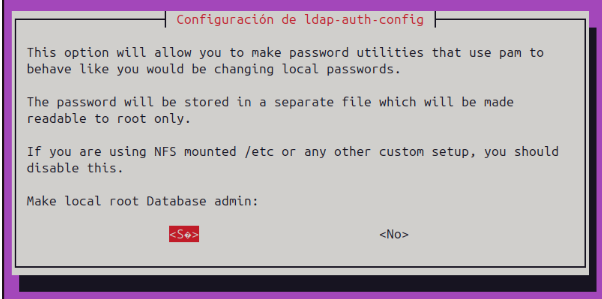 Configuración de ldap-auth-config
This option will allow you to make password utilities that use pam to
behave like you would be changing local passwords.
The password will be stored in a separate file which will be made
readable to root only.
If you are using NFS mounted /etc or any other custom setup, you should
disable this.
Make local root Database admin:
<S�> <No>